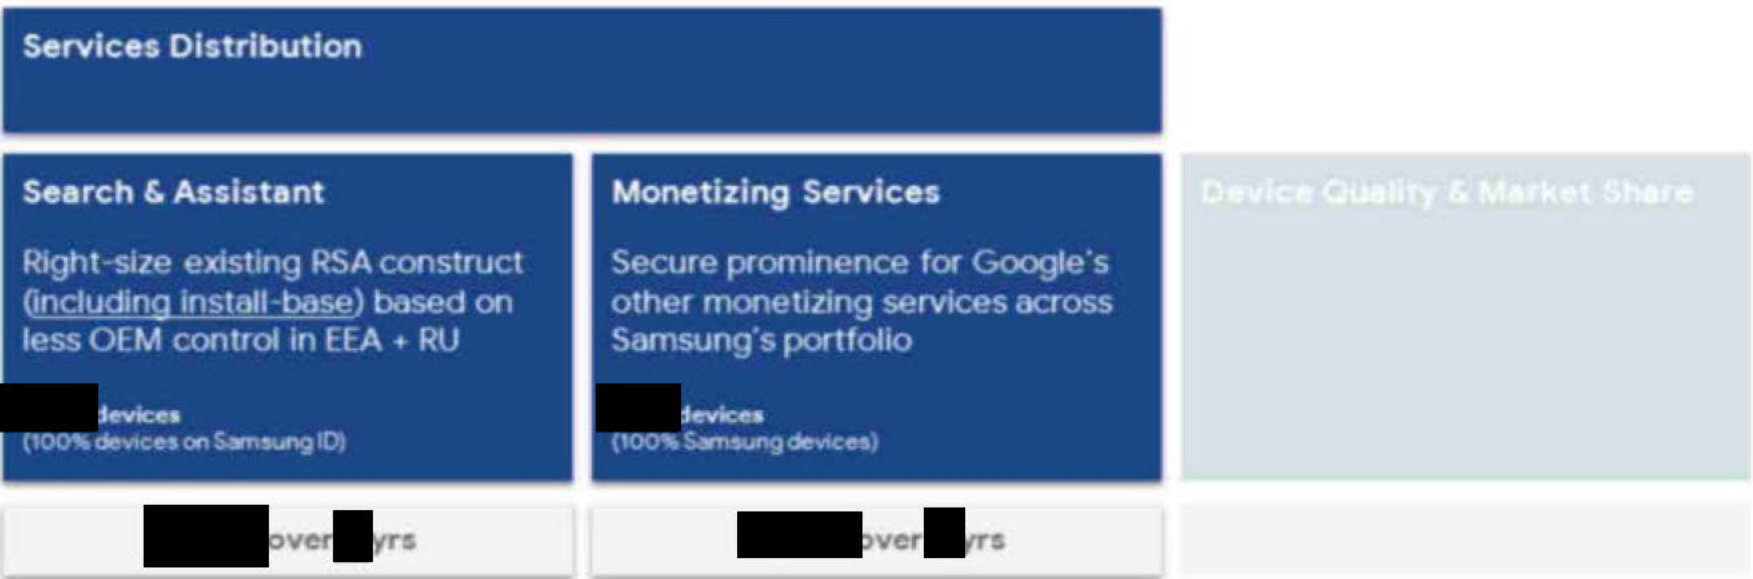 Services Distribution
Search & Assistant
Right-size existing RSA construct
(including install-base) based on
less OEM control in EEA + RU
devices
(100% devices on Samsung ID)
over yrs
Monetizing Services
Secure prominence for Google's
other monetizing services across
Samsung's portfolio
devices
(100% Samsung devices)
over yrs
Device Quality & Market Share